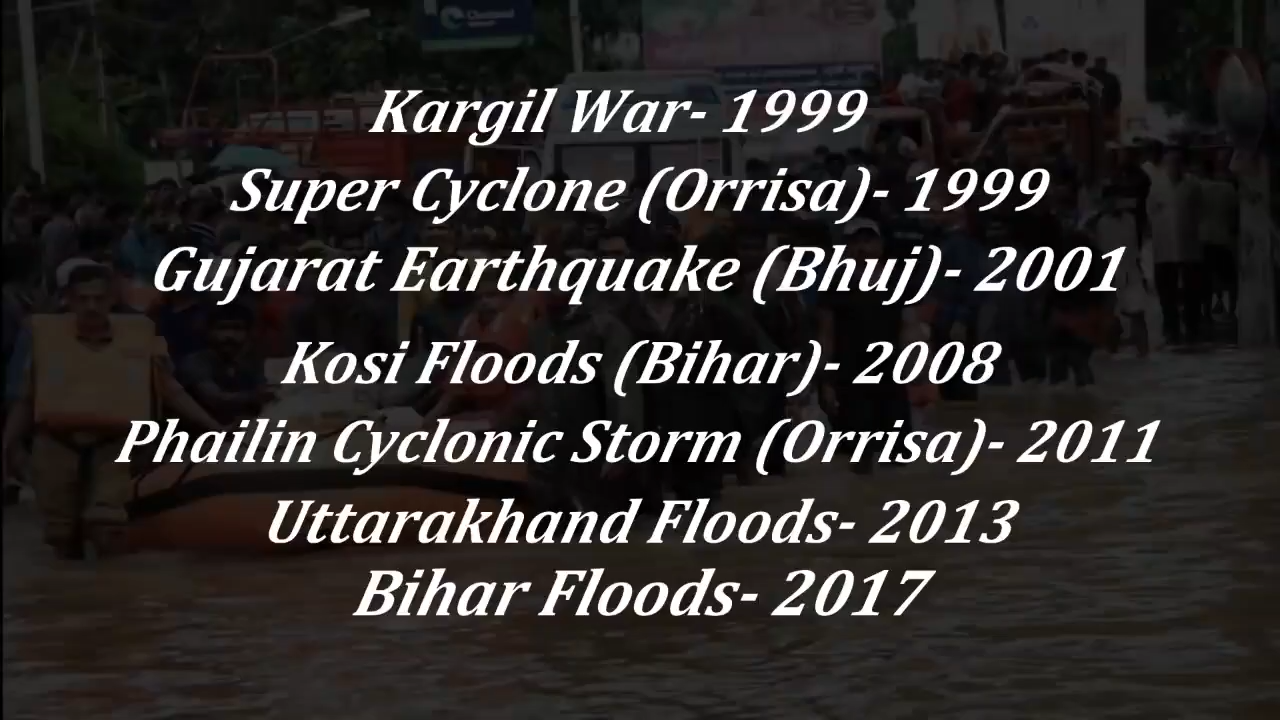 Kargil War- 1999
Super Cyclone (Orrisa)- 1999
Gujarat Earthquake (Bhuj)- 2001
Kosi Floods (Bihar)- 2008
Phailin Cyclonic Storm (Orrisa)- 2011
Uttarakhand Floods- 2013
Bihar Floods- 2017